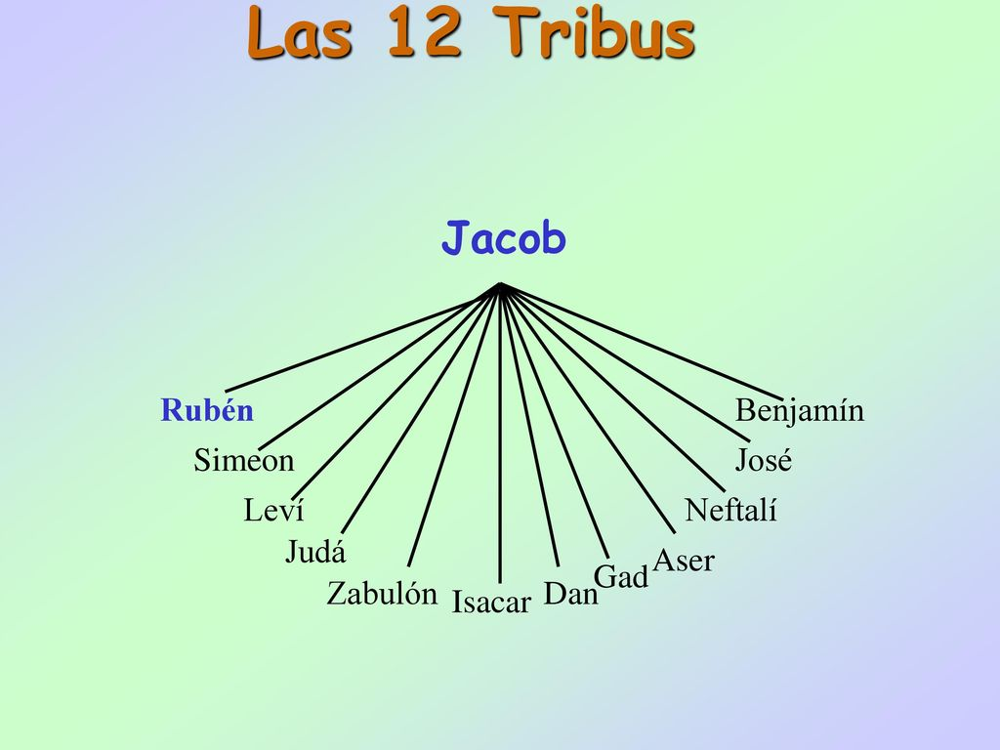 Las 12 Tribus
Jacob
Rubén
Benjamín
Simeon
José
Leví
Neftalí
Judá
Aser
Zabulón
Isacar
Dan
Gad